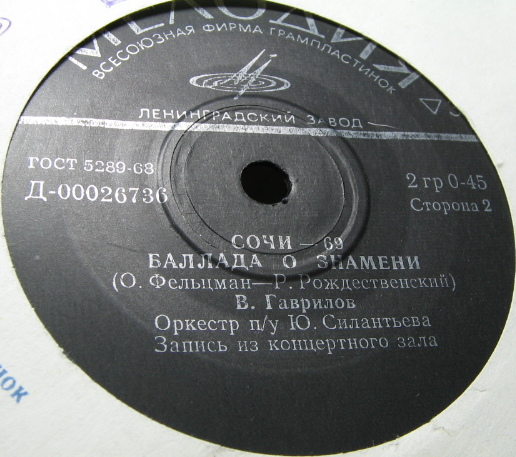 МЕЛОДИЯ
ВСЕСОЮЗНАЯ ФИРМА ГРАМПЛАСТИНОК
ЛЕНИНГРАДСКИЙ ЗАВОД
ГОСТ 5289-68
Д-00026736
2 гр 0-45
Сторона 2
СОЧИ — 69
БАЛЛАДА О ЗНАМЕНИ
(О. Фельцман—Р. Рождественский)
В. Гаврилов
Оркестр п/у Ю. Силантьева
Запись из концертного зала